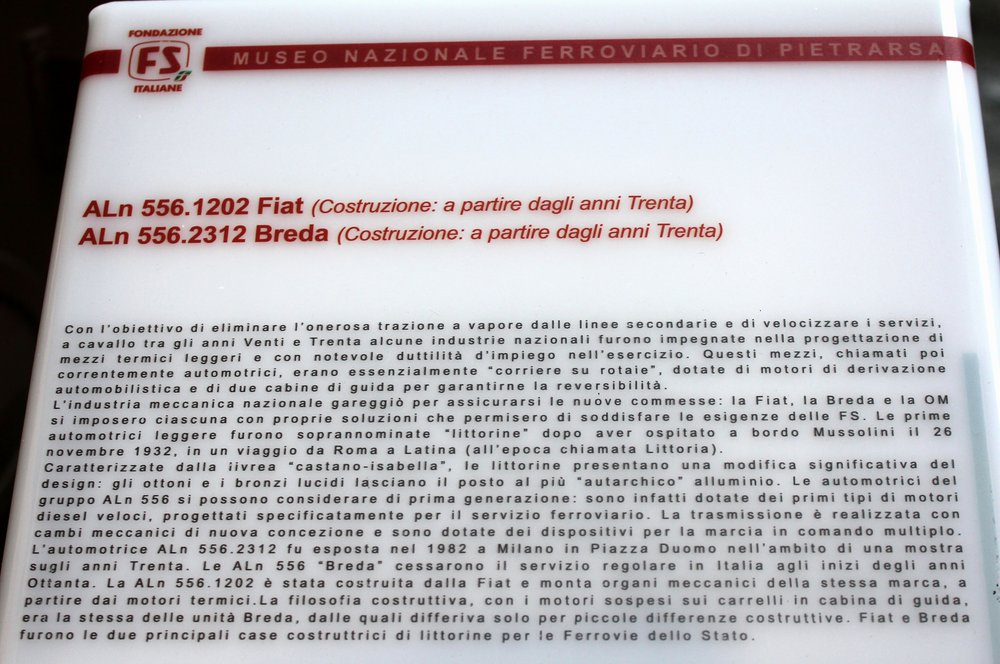 FONDAZIONE
FS
ITALIANE
MUSEO NAZIONALE FERROVIARIO DI PIETRARSA
ALn 556.1202 Fiat (Costruzione: a partire dagli anni Trenta)
ALn 556.2312 Breda (Costruzione: a partire dagli anni Trenta)
Con l'obiettivo di eliminare l'onerosa trazione a vapore dalle linee secondarie e di velocizzare i servizi,
a cavallo tra gli anni Venti e Trenta alcune industrie nazionali furono impegnate nella progettazione di
mezzi termici leggeri e con notevole duttilità d'impiego nell'esercizio. Questi mezzi, chiamati poi
correntemente automotrici, erano essenzialmente "corriere su rotaie", dotate di motori di derivazione
automobilistica e di due cabine di guida per garantirne la reversibilità.
L'industria meccanica nazionale gareggiò per assicurarsi le nuove commesse: la Fiat, la Breda e la OM
si imposero ciascuna con proprie soluzioni che permisero di soddisfare le esigenze delle FS. Le prime
automotrici leggere furono soprannominate "littorine" dopo aver ospitato a bordo Mussolini il 26
novembre 1932, in un viaggio da Roma a Latina (all'epoca chiamata Littoria).
Caratterizzate dalla iivrea "castano-isabella", le littorine presentano una modifica significativa del
design: gli ottoni e i bronzi lucidi lasciano il posto al più "autarchico" alluminio. Le automotrici del
gruppo ALn 556 si possono considerare di prima generazione: sono infatti dotate dei primi tipi di motori
diesel veloci, progettati specificatamente per il servizio ferroviario. La trasmissione è realizzata con
cambi meccanici di nuova concezione e sono dotate dei dispositivi per la marcia in comando multiplo.
L'automotrice ALn 556.2312 fu esposta nel 1982 a Milano in Piazza Duomo nell'ambito di una mostra
sugli anni Trenta. Le ALn 556 "Breda" cessarono il servizio regolare in Italia agli inizi degli anni
Ottanta. La ALn 556.1202 è stata costruita dalla Fiat e monta organi meccanici della stessa marca, a
partire dai motori termici.La filosofia costruttiva, con i motori sospesi sui carrelli in cabina di guida,
era la stessa delle unità Breda, dalle quali differiva solo per piccole differenze costruttive. Fiat e Breda
furono le due principali case costruttrici di littorine per le Ferrovie dello Stato.